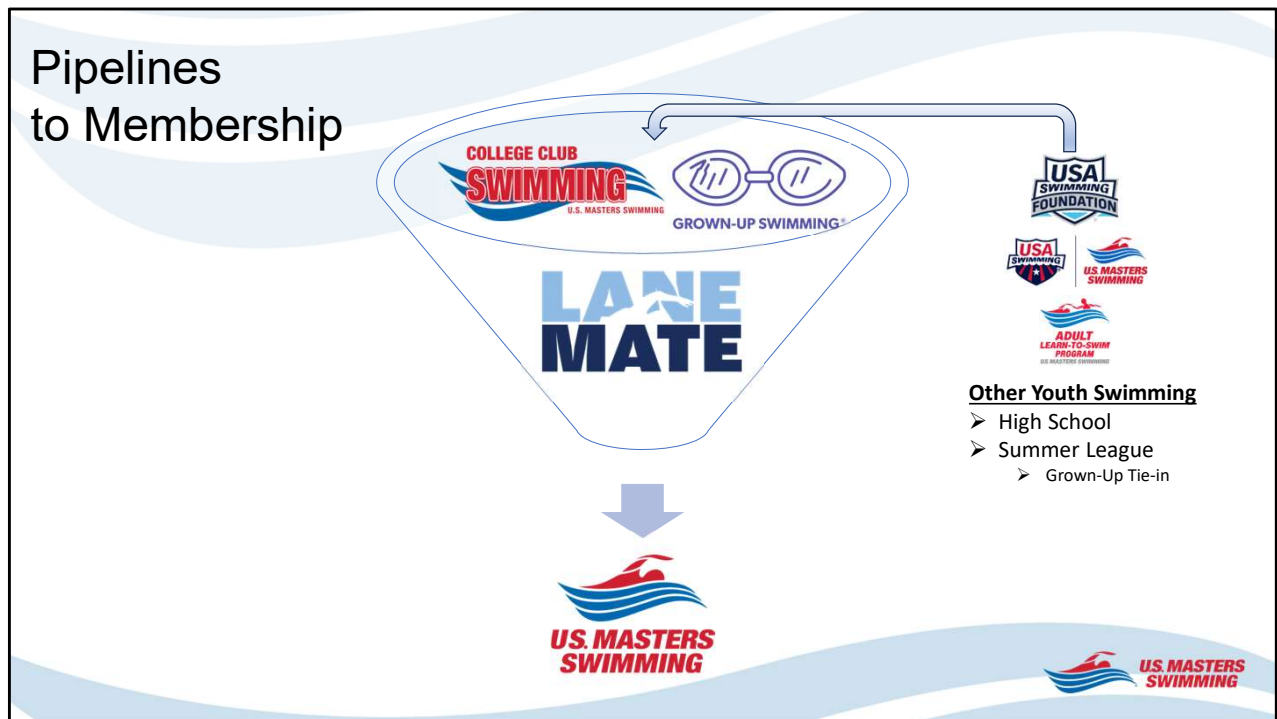 Pipelines
to Membership
COLLEGE CLUB
SWIMMING
U.S. MASTERS SWIMMING
GROWN-UP SWIMMING®
LANE
MATE
U.S. MASTERS
SWIMMING
USA
SWIMMING
FOUNDATION
USA
SWIMMING
U.S. MASTERS
SWIMMING
ADULT
LEARN-TO-SWIM
PROGRAM
U.S. MASTERS SWIMMING
Other Youth Swimming
➢ High School
➢ Summer League
➢ Grown-Up Tie-in
U.S. MASTERS
SWIMMING